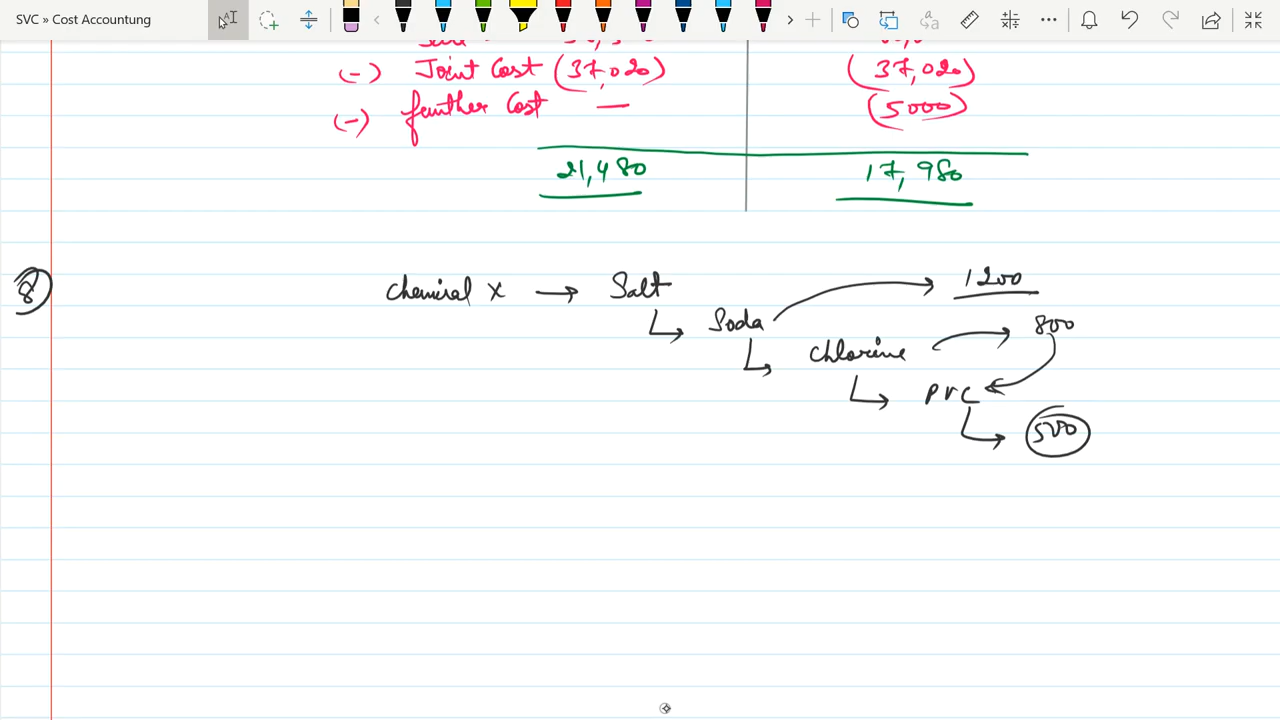 SVC » Cost Accountung
(-) Joint Cost (37,020) (37,020)
(-) further Cost — (5000)
21,480 17,980
8 chemical x → Salt 1200
Soda 800
chlorine
PVC
500